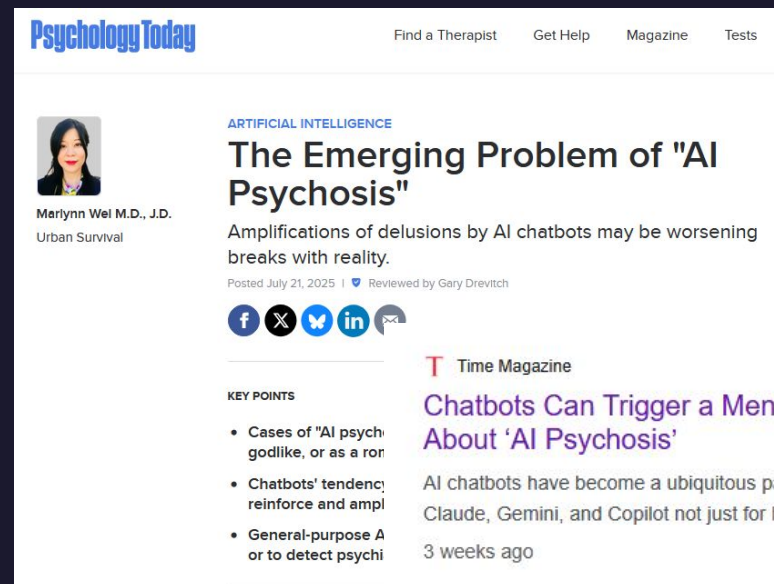 Psychology Today
Find a Therapist Get Help Magazine Tests
Marlynn Wei M.D., J.D.
Urban Survival
ARTIFICIAL INTELLIGENCE
The Emerging Problem of "AI
Psychosis"
Amplifications of delusions by AI chatbots may be worsening
breaks with reality.
Posted July 21, 2025 | Reviewed by Gary Drevitch
KEY POINTS
Cases of "AI psych
godlike, or as a ro
Chatbots' tendency
reinforce and ampl
General-purpose A
or to detect psychi
T Time Magazine
Chatbots Can Trigger a Men
About ‘AI Psychosis’
AI chatbots have become a ubiquitous p
Claude, Gemini, and Copilot not just for
3 weeks ago